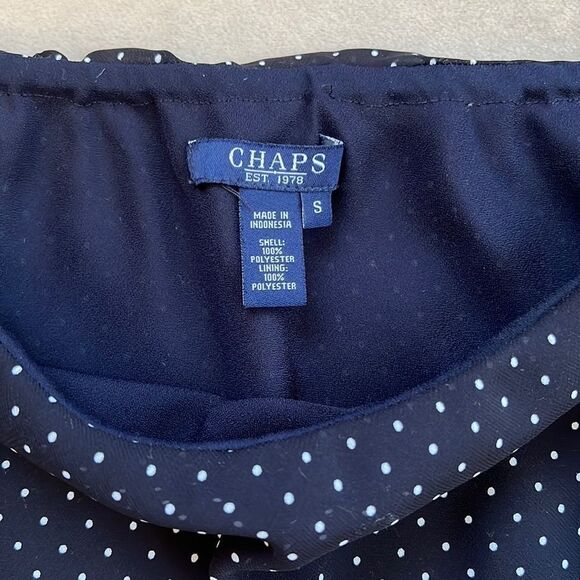 CHAPS
EST. 1978
S
MADE IN
INDONESIA
SHELL:
100%
POLYESTER
LINING:
100%
POLYESTER